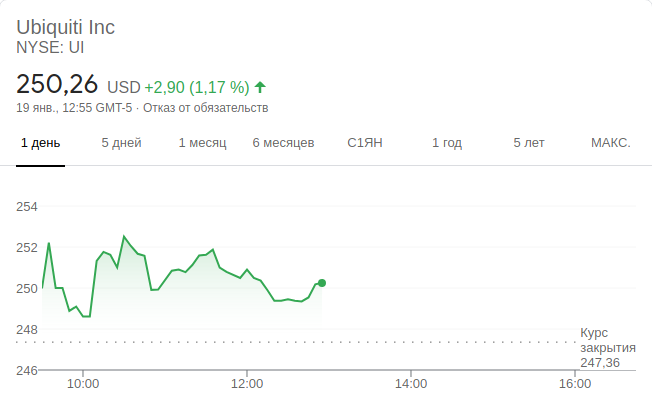 Ubiquiti Inc
NYSE: UI
250,26 USD +2,90 (1,17 %)
19 янв., 12:55 GMT-5 · Отказ от обязательств
1 день 5 дней 1 месяц 6 месяцев С1ЯН 1 год 5 лет МАКС.
254
252
250
248
Курс
закрытия
247,36
246
10:00 12:00 14:00 16:00